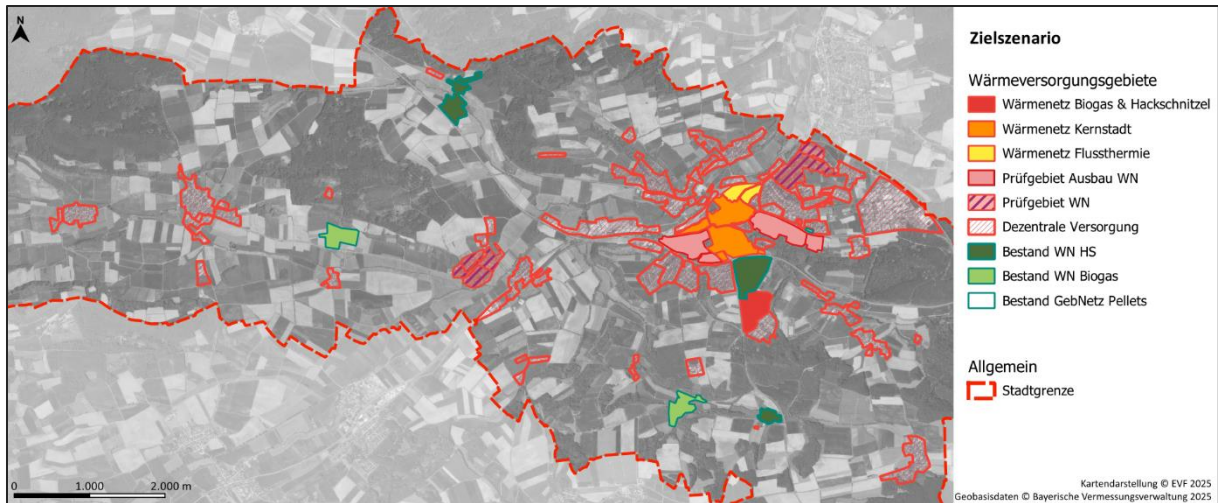 N
Zielszenario
Wärmeversorgungsgebiete
Wärmenetz Biogas & Hackschnitzel
Wärmenetz Kernstadt
Wärmenetz Flussthermie
Prüfgebiet Ausbau WN
Prüfgebiet WN
Dezentrale Versorgung
Bestand WN HS
Bestand WN Biogas
Bestand GebNetz Pellets
Allgemein
Stadtgrenze
0 1.000 2.000 m
Kartendarstellung © EVF 2025
Geobasisdaten © Bayerische Vermessungsverwaltung 2025